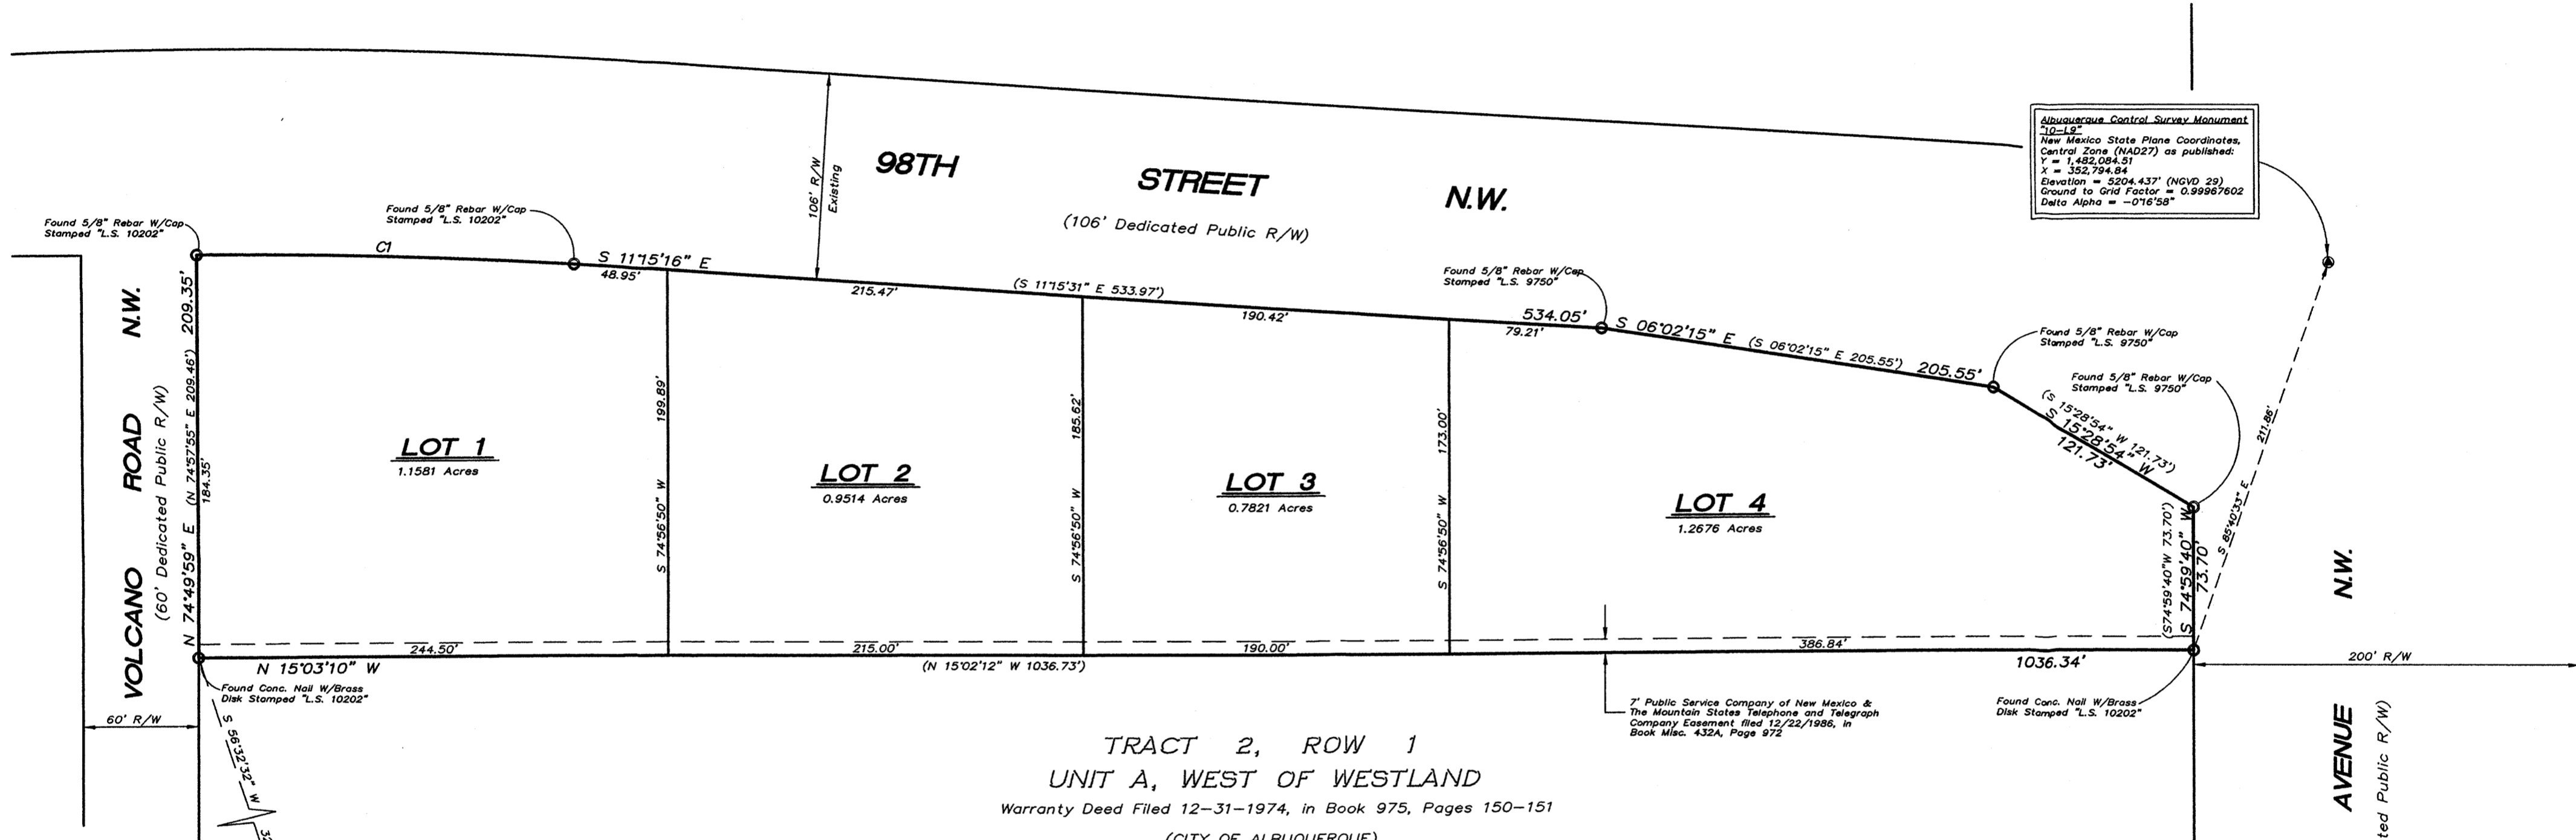 Albuquerque Control Survey Monument
"10-L9"
New Mexico State Plane Coordinates,
Central Zone (NAD27) as published:
Y = 1,482,084.51
X = 352,794.84
Elevation = 5204.437' (NGVD 29)
Ground to Grid Factor = 0.99967602
Delta Alpha = -0°16'58"
98TH STREET N.W.
(106' Dedicated Public R/W)
106' R/W
Existing
Found 5/8" Rebar W/Cap
Stamped "L.S. 10202"
Found 5/8" Rebar W/Cap
Stamped "L.S. 10202"
C1
S 11°15'16" E
48.95'
215.47'
(S 11°15'31" E 533.97')
190.42'
Found 5/8" Rebar W/Cap
Stamped "L.S. 9750"
534.05'
79.21'
S 06°02'15" E
(S 06°02'15" E 205.55')
205.55'
Found 5/8" Rebar W/Cap
Stamped "L.S. 9750"
Found 5/8" Rebar W/Cap
Stamped "L.S. 9750"
(S 15°28'54" W 121.73')
S 15°28'54" W
121.73'
211.86'
S 85°40'33" E
VOLCANO ROAD N.W.
(60' Dedicated Public R/W)
N 74°49'59" E 209.35'
(N 74°57'55" E 209.46')
184.35'
LOT 1
1.1581 Acres
S 74°56'50" W 199.89'
LOT 2
0.9514 Acres
S 74°56'50" W 185.62'
LOT 3
0.7821 Acres
S 74°56'50" W 173.00'
LOT 4
1.2676 Acres
(S74°59'40"W 73.70')
S 74°59'40" W
73.70'
244.50'
215.00'
190.00'
386.84'
N 15°03'10" W
(N 15°02'12" W 1036.73')
1036.34'
200' R/W
Found Conc. Nail W/Brass
Disk Stamped "L.S. 10202"
60' R/W
S 56°32'32" W
32
7' Public Service Company of New Mexico &
The Mountain States Telephone and Telegraph
Company Easement filed 12/22/1986, in
Book Misc. 432A, Page 972
Found Conc. Nail W/Brass
Disk Stamped "L.S. 10202"
AVENUE N.W.
ted Public R/W)
TRACT 2, ROW 1
UNIT A, WEST OF WESTLAND
Warranty Deed Filed 12-31-1974, in Book 975, Pages 150-151
(CITY OF ALBUQUERQUE)